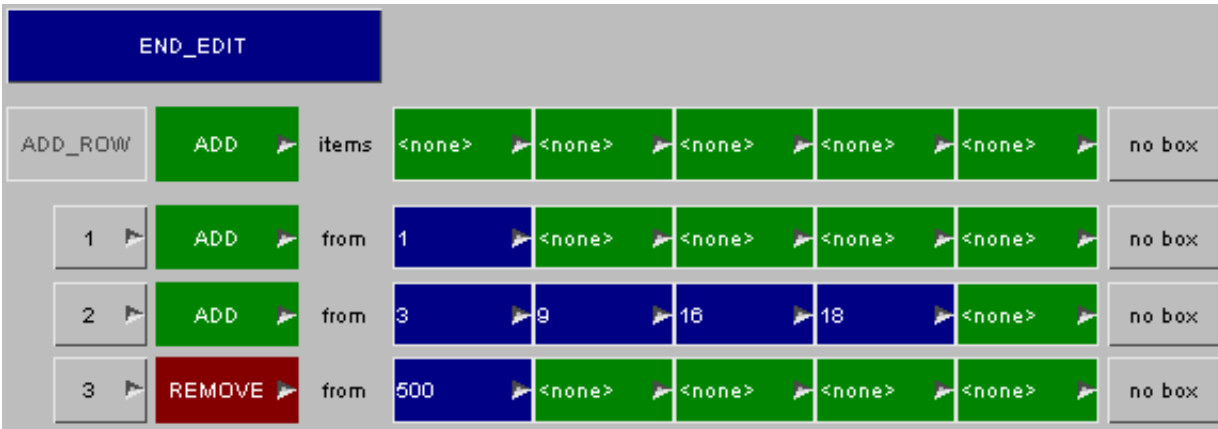 END_EDIT
ADD_ROW ADD items <none> <none> <none> <none> <none> no box
1 ADD from 1 <none> <none> <none> <none> no box
2 ADD from 3 9 16 18 <none> no box
3 REMOVE from 500 <none> <none> <none> <none> no box